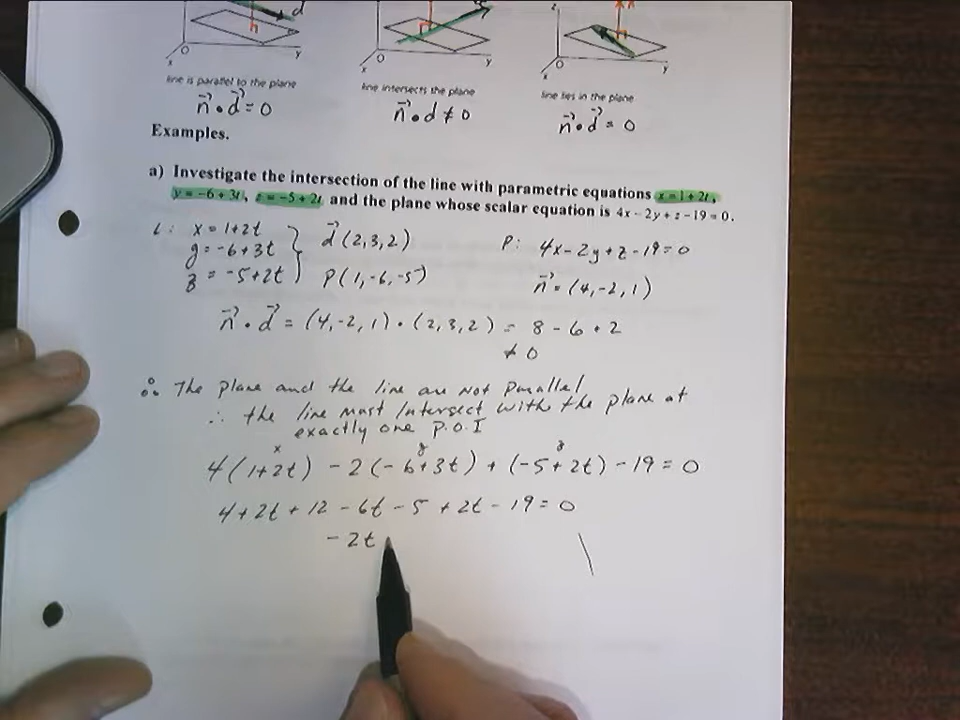 d
n
z
n
O
y
x
O
y
x
O
y
x
line is parallel to the plane
line intersects the plane
line lies in the plane
n⃗ • d⃗ = 0
n⃗ • d ≠ 0
n⃗ • d⃗ = 0
Examples.
a) Investigate the intersection of the line with parametric equations x = 1 + 2t,
y = −6 + 3t, z = −5 + 2t and the plane whose scalar equation is 4x − 2y + z − 19 = 0.
L: x = 1+2t
y = -6+3t
z = -5+2t
d⃗ (2,3,2)
P(1,-6,-5)
P: 4x-2y+z-19=0
n⃗ = (4,-2,1)
n⃗ • d⃗ = (4,-2,1) • (2,3,2) = 8 - 6 + 2
≠ 0
∴ The plane and the line are not parallel
∴ the line must intersect with the plane at
exactly one P.O.I
x y z
4(1+2t) - 2(-6+3t) + (-5+2t) - 19 = 0
4+2t+12-6t-5+2t-19=0
-2t